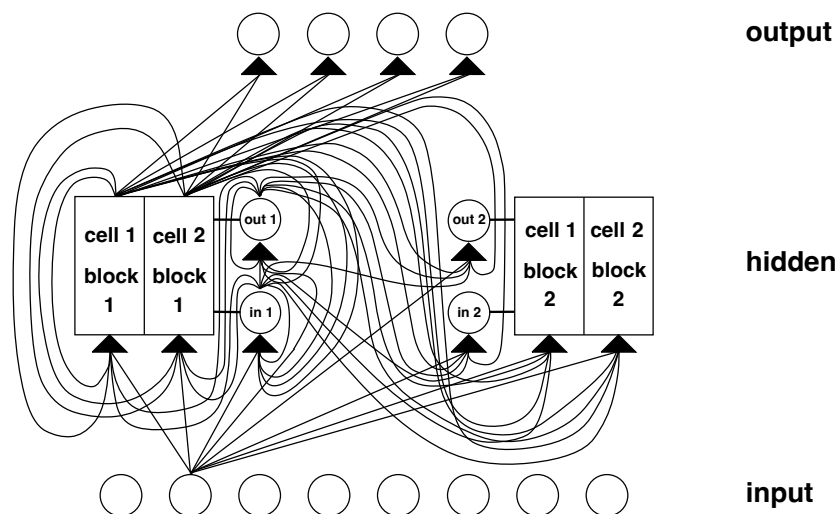 output
cell 1
block
1
cell 2
block
1
out 1
in 1
out 2
in 2
cell 1
block
2
cell 2
block
2
hidden
input